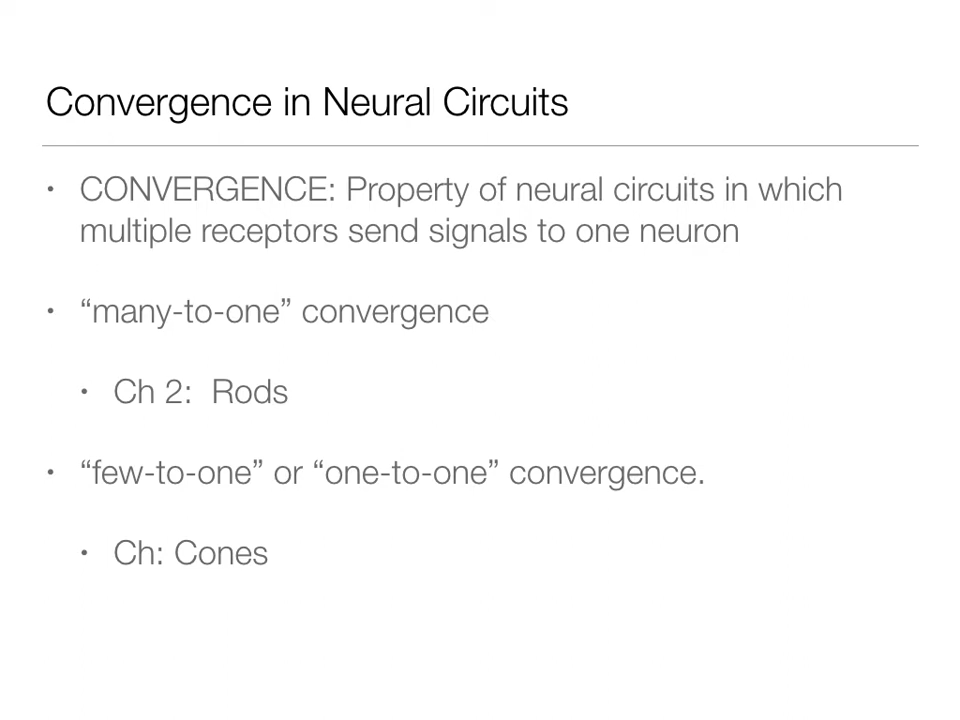 Convergence in Neural Circuits
• CONVERGENCE: Property of neural circuits in which
multiple receptors send signals to one neuron
• “many-to-one” convergence
• Ch 2:  Rods
• “few-to-one” or “one-to-one” convergence.
• Ch: Cones